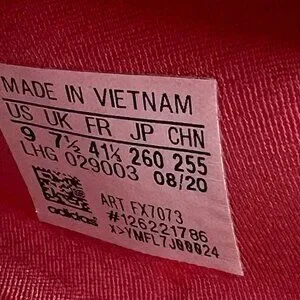 MADE IN VIETNAM
US UK FR JP CHN
9 7½ 41⅓ 260 255
LHG 029003 08/20
ART FX7073
#126221786
X>YMFL7J00024
adidas